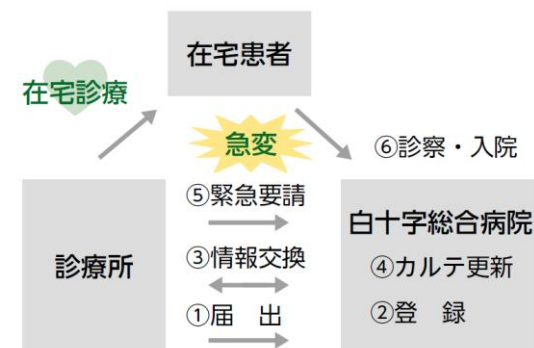 在宅患者
在宅診療
急変
⑥診察・入院
⑤緊急要請
診療所
③情報交換
①届　出
白十字総合病院
④カルテ更新
②登　録